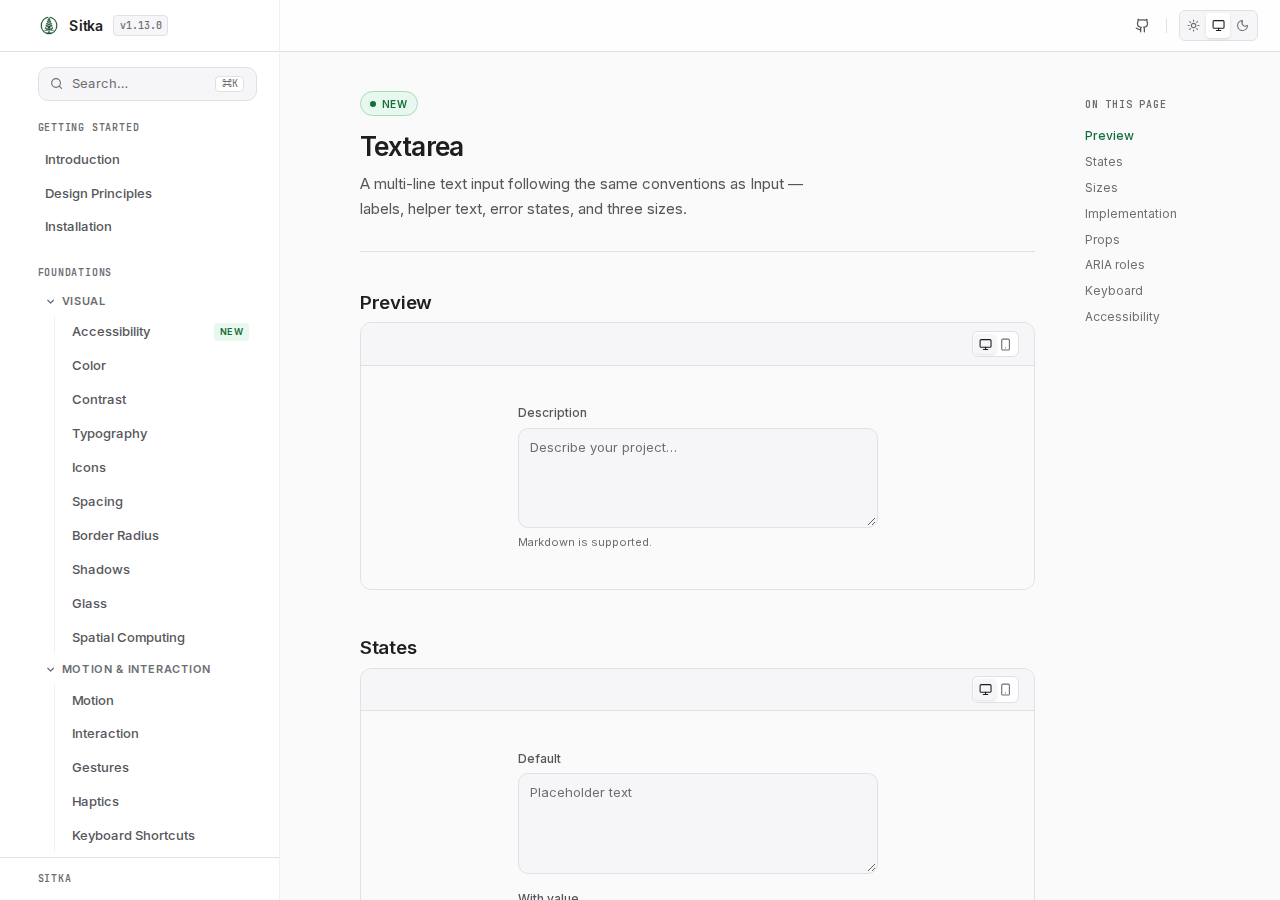 Sitka v1.13.0
Search... ⌘K
GETTING STARTED
Introduction
Design Principles
Installation
FOUNDATIONS
VISUAL
Accessibility NEW
Color
Contrast
Typography
Icons
Spacing
Border Radius
Shadows
Glass
Spatial Computing
MOTION & INTERACTION
Motion
Interaction
Gestures
Haptics
Keyboard Shortcuts
SITKA
NEW
Textarea
A multi-line text input following the same conventions as Input —
labels, helper text, error states, and three sizes.
Preview
Description
Describe your project...
Markdown is supported.
States
Default
Placeholder text
With value
ON THIS PAGE
Preview
States
Sizes
Implementation
Props
ARIA roles
Keyboard
Accessibility